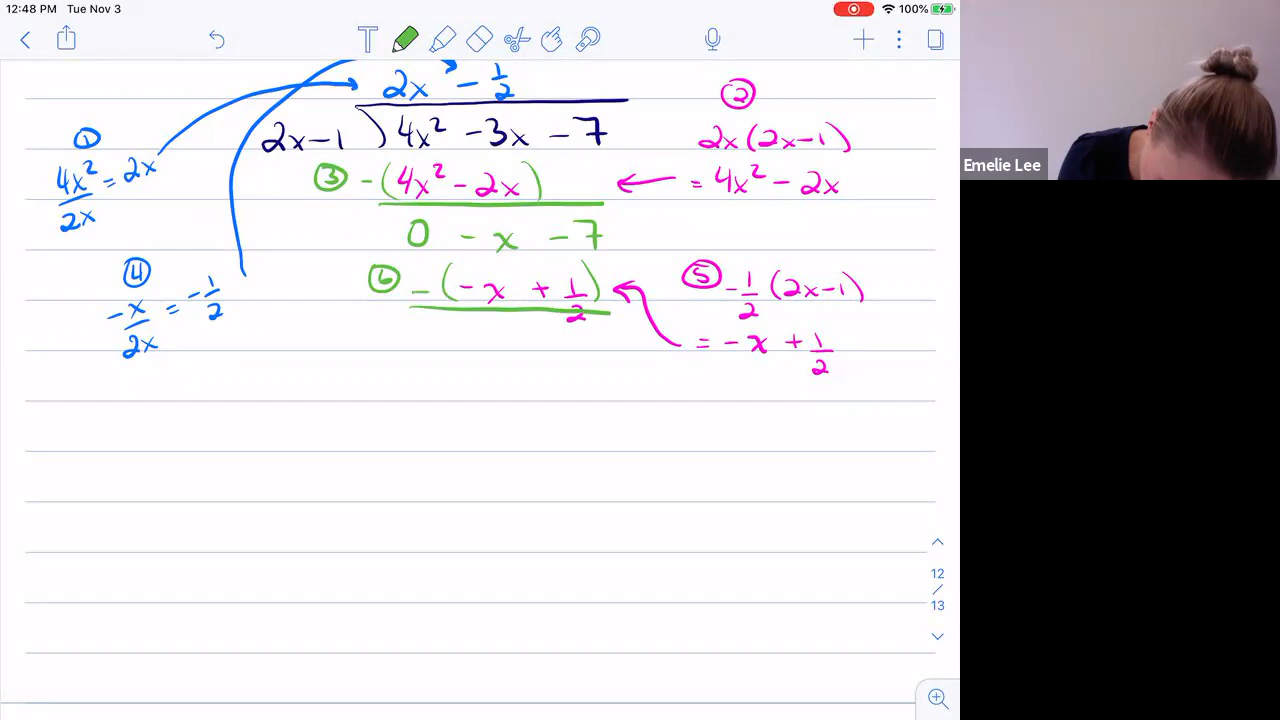 12:48 PM Tue Nov 3
100%
T
2x - 1/2
2x-1 ) 4x² -3x -7
①
4x²/2x = 2x
②
2x(2x-1)
= 4x² - 2x
③ -(4x² - 2x)
0 - x - 7
④
-x/2x = -1/2
⑤ -1/2 (2x-1)
= -x + 1/2
⑥ -(-x + 1/2)
Emelie Lee
12
/
13